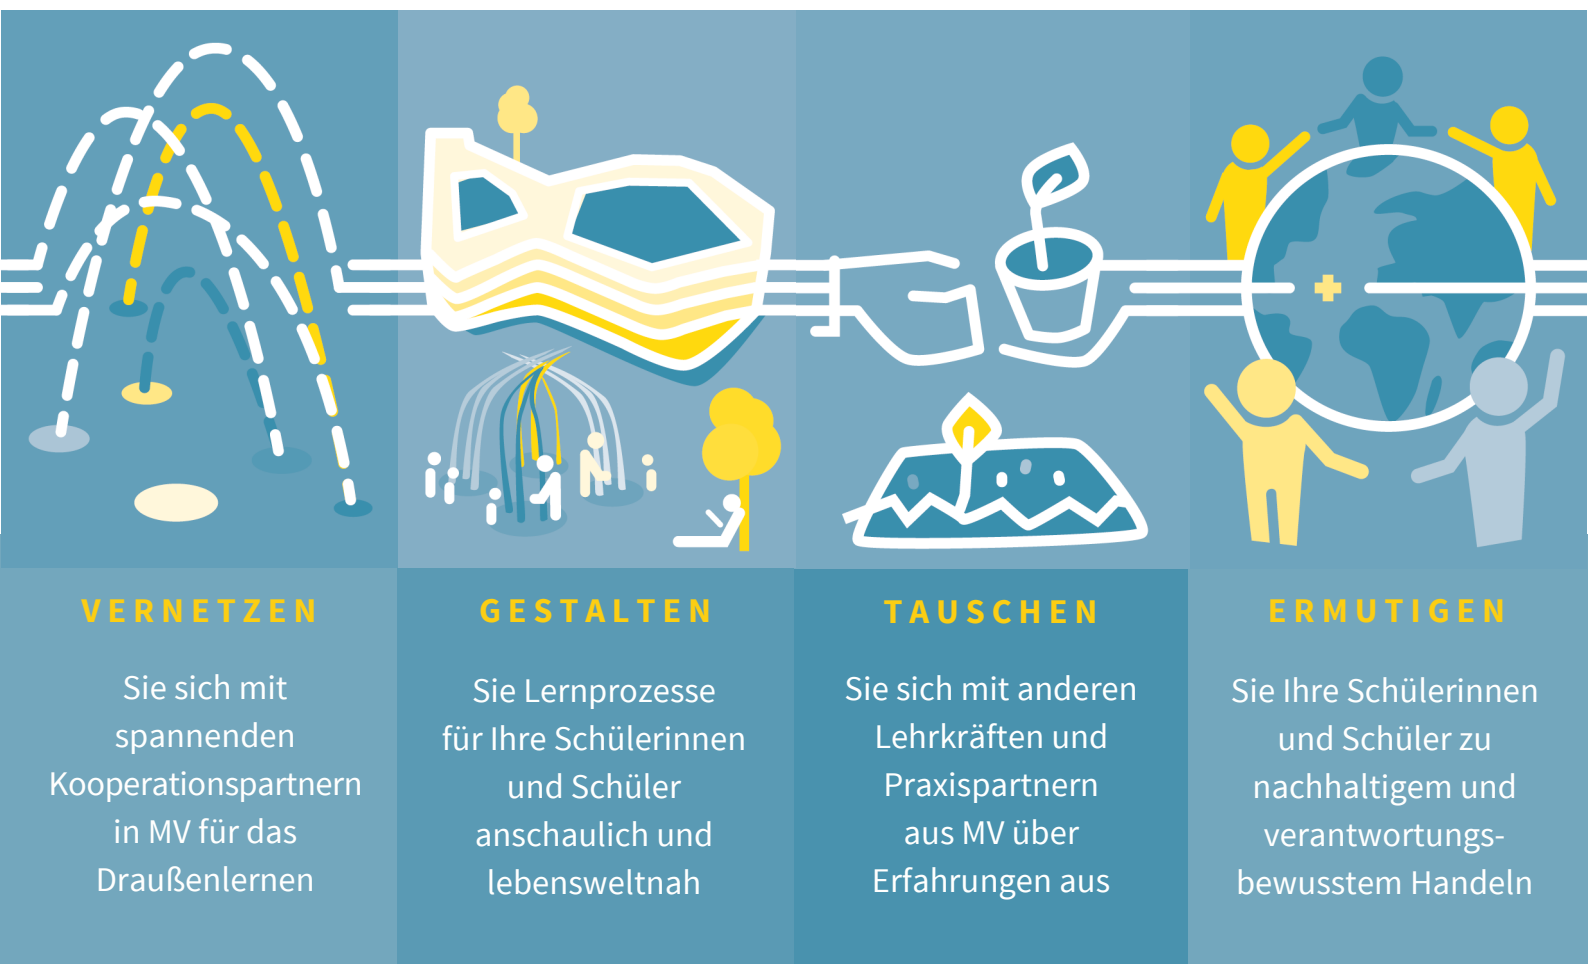 VERNETZEN
Sie sich mit
spannenden
Kooperationspartnern
in MV für das
Draußenlernen
GESTALTEN
Sie Lernprozesse
für Ihre Schülerinnen
und Schüler
anschaulich und
lebensweltnah
TAUSCHEN
Sie sich mit anderen
Lehrkräften und
Praxispartnern
aus MV über
Erfahrungen aus
ERMUTIGEN
Sie Ihre Schülerinnen
und Schüler zu
nachhaltigem und
verantwortungs-
bewusstem Handeln